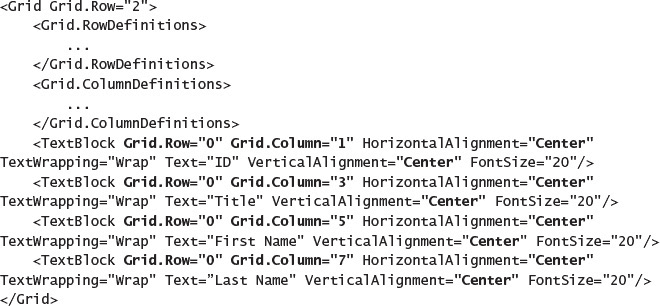 <Grid Grid.Row="2">
<Grid.RowDefinitions>
...
</Grid.RowDefinitions>
<Grid.ColumnDefinitions>
...
</Grid.ColumnDefinitions>
<TextBlock Grid.Row="0" Grid.Column="1" HorizontalAlignment="Center"
TextWrapping="Wrap" Text="ID" VerticalAlignment="Center" FontSize="20"/>
<TextBlock Grid.Row="0" Grid.Column="3" HorizontalAlignment="Center"
TextWrapping="Wrap" Text="Title" VerticalAlignment="Center" FontSize="20"/>
<TextBlock Grid.Row="0" Grid.Column="5" HorizontalAlignment="Center"
TextWrapping="Wrap" Text="First Name" VerticalAlignment="Center" FontSize="20"/>
<TextBlock Grid.Row="0" Grid.Column="7" HorizontalAlignment="Center"
TextWrapping="Wrap" Text=”Last Name" VerticalAlignment="Center" FontSize="20"/>
</Grid>